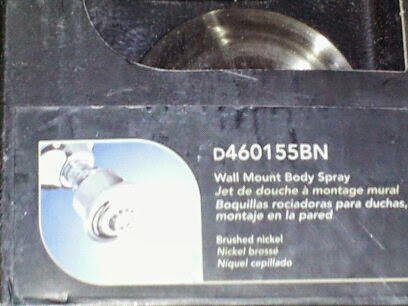 D460155BN
Wall Mount Body Spray
Jet de douche à montage mural
Boquillas rociadoras para duchas,
montaje en la pared
Brushed nickel
Nickel brossé
Níquel cepillado